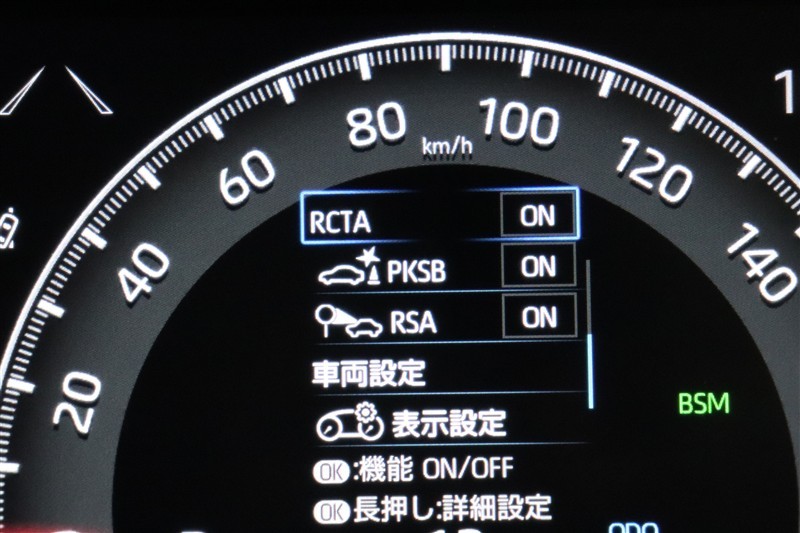 80
100
km/h
60
120
RCTA ON
40
140
PKSB ON
RSA ON
車両設定
20
BSM
表示設定
OK:機能 ON/OFF
OK長押し:詳細設定